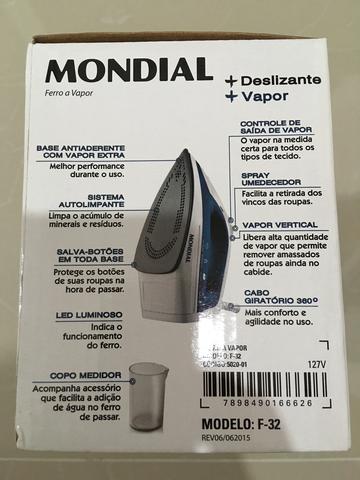 MONDIAL
Ferro a Vapor
+ Deslizante
+ Vapor
BASE ANTIADERENTE
COM VAPOR EXTRA
Melhor performance
durante o uso.
SISTEMA
AUTOLIMPANTE
Limpa o acúmulo de
minerais e resíduos.
SALVA-BOTÕES
EM TODA BASE
Protege os botões
de suas roupas na
hora de passar.
LED LUMINOSO
Indica o
funcionamento
do ferro.
COPO MEDIDOR
Acompanha acessório
que facilita a adição
de água no ferro
de passar.
CONTROLE DE
SAÍDA DE VAPOR
O vapor na medida
certa para todos os
tipos de tecido.
SPRAY
UMEDECEDOR
Facilita a retirada dos
vincos das roupas.
VAPOR VERTICAL
Libera alta quantidade
de vapor que permite
remover amassados
de roupas ainda no
cabide.
CABO
GIRATÓRIO 360º
Mais conforto e
agilidade no uso.
MONDIAL
VAPOR
F-32
5020-01
127V
7898490166626
MODELO: F-32
REV06/062015